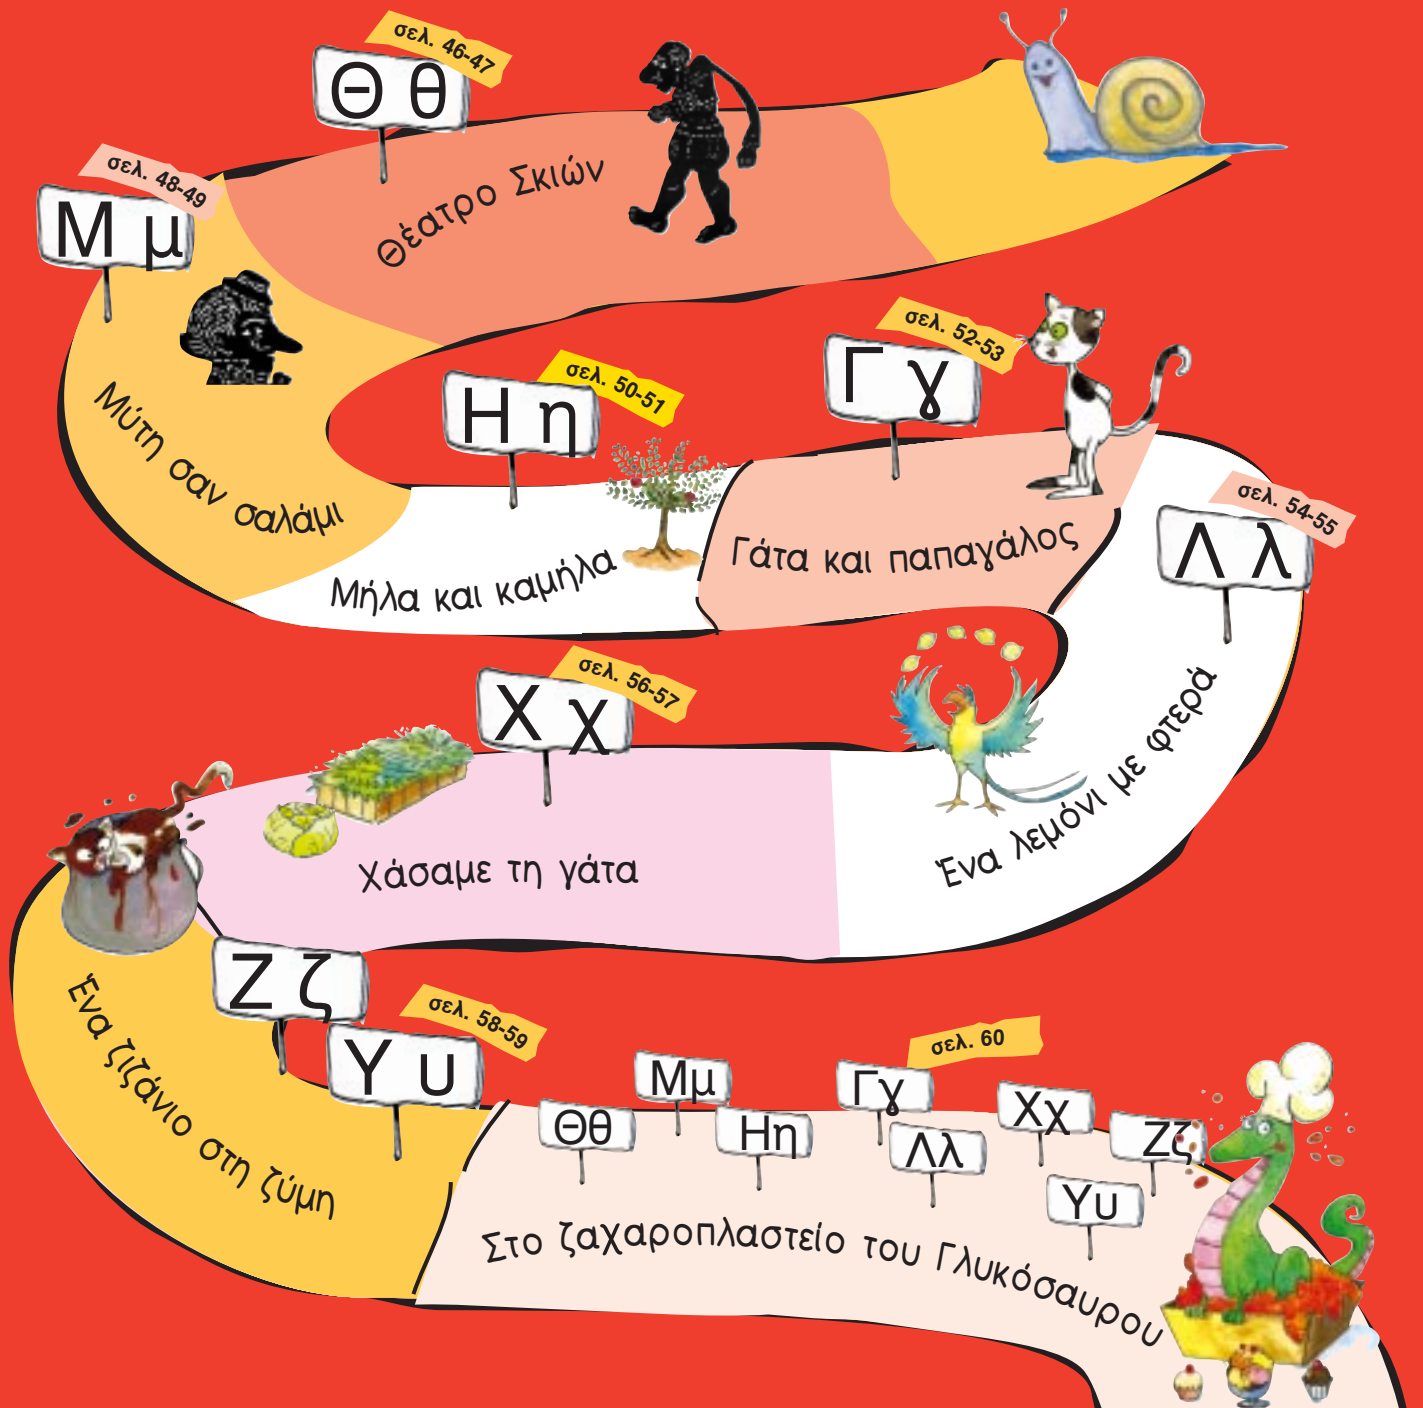 σελ. 46-47
Θ θ
Θέατρο Σκιών
σελ. 48-49
Μ μ
Μύτη σαν σαλάμι
σελ. 50-51
Η η
Μήλα και καμήλα
σελ. 52-53
Γ γ
Γάτα και παπαγάλος
σελ. 54-55
Λ λ
Ένα λεμόνι με φτερά
σελ. 56-57
Χ χ
Χάσαμε τη γάτα
Ζ ζ
σελ. 58-59
Υ υ
Ένα ζιζάνιο στη ζύμη
σελ. 60
Θθ
Μμ
Ηη
Γγ
Λλ
Χχ
Υυ
Ζζ
Στο ζαχαροπλαστείο του Γλυκόσαυρου